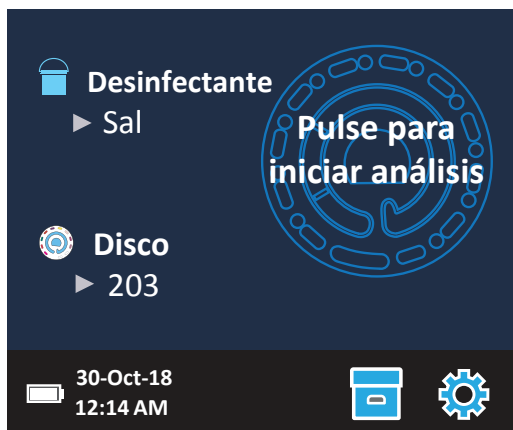 Desinfectante
Sal
Pulse para
iniciar análisis
Disco
203
30-Oct-18
12:14 AM